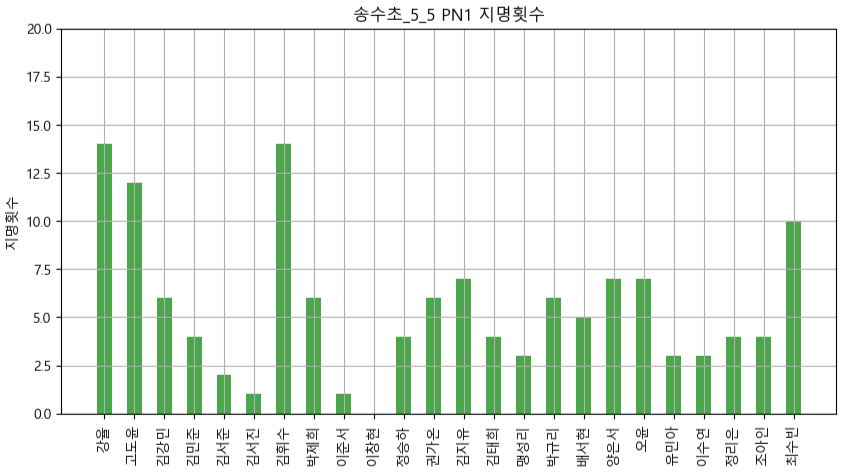 송수초_5_5 PN1 지명횟수
20.0
17.5
15.0
12.5
10.0
7.5
5.0
2.5
0.0
지명횟수
강율
고도윤
김강민
김민준
김서준
김서진
김휘수
박제희
이준서
이창현
정승하
권가온
김지유
김태희
맹성리
박규리
배서현
양은서
오윤
유민아
이수연
정리은
조아인
최수빈